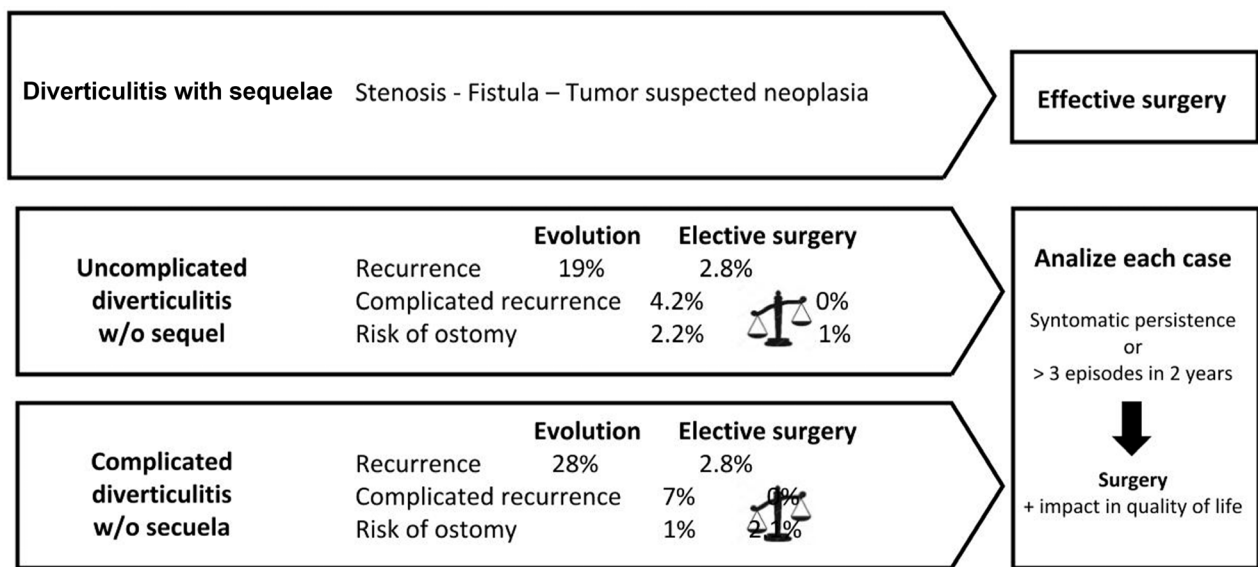 Diverticulitis with sequelae Stenosis - Fistula – Tumor suspected neoplasia
Effective surgery
Evolution Elective surgery
Uncomplicated diverticulitis w/o sequel
Recurrence 19% 2.8%
Complicated recurrence 4.2% 0%
Risk of ostomy 2.2% 1%
Evolution Elective surgery
Complicated diverticulitis w/o secuela
Recurrence 28% 2.8%
Complicated recurrence 7% 0%
Risk of ostomy 1% 2.1%
Analize each case
Syntomatic persistence
or
> 3 episodes in 2 years
Surgery
+ impact in quality of life